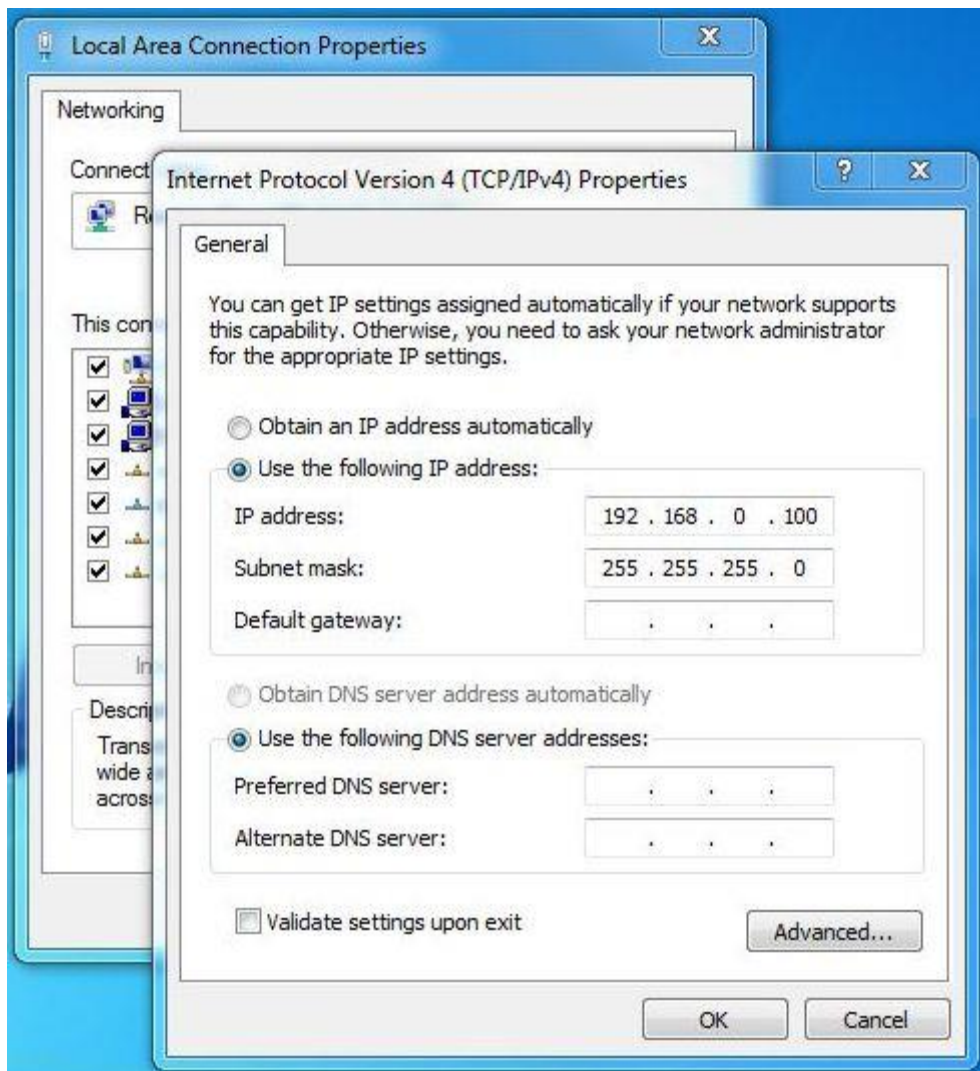 Local Area Connection Properties
Networking
Connect
This con
Internet Protocol Version 4 (TCP/IPv4) Properties
General
You can get IP settings assigned automatically if your network supports
this capability. Otherwise, you need to ask your network administrator
for the appropriate IP settings.
Obtain an IP address automatically
Use the following IP address:
IP address: 192 . 168 . 0 . 100
Subnet mask: 255 . 255 . 255 . 0
Default gateway: . . .
Obtain DNS server address automatically
Use the following DNS server addresses:
Preferred DNS server: . . .
Alternate DNS server: . . .
Validate settings upon exit
Advanced...
OK Cancel
In
Descrip
Trans
wide a
across